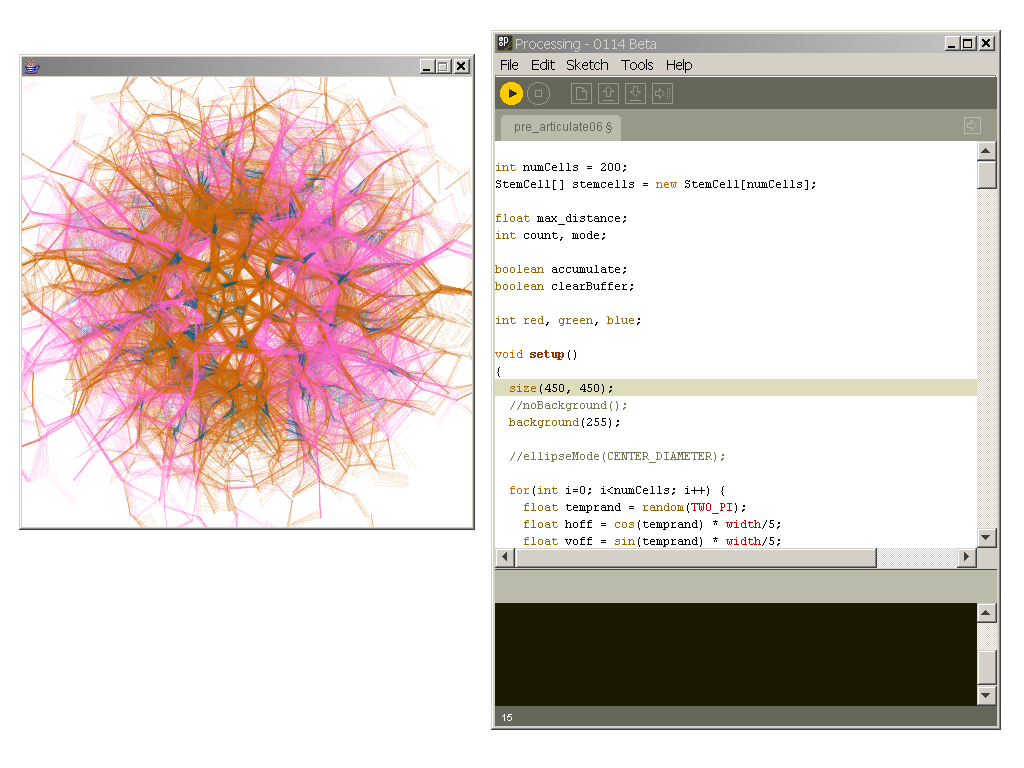 Processing - 0114 Beta
File Edit Sketch Tools Help
pre_articulate06 §
int numCells = 200;
StemCell[] stemcells = new StemCell[numCells];
float max_distance;
int count, mode;
boolean accumulate;
boolean clearBuffer;
int red, green, blue;
void setup()
{
size(450, 450);
//noBackground();
background(255);
//ellipseMode(CENTER_DIAMETER);
for(int i=0; i<numCells; i++) {
float temprand = random(TWO_PI);
float hoff = cos(temprand) * width/5;
float voff = sin(temprand) * width/5;
15